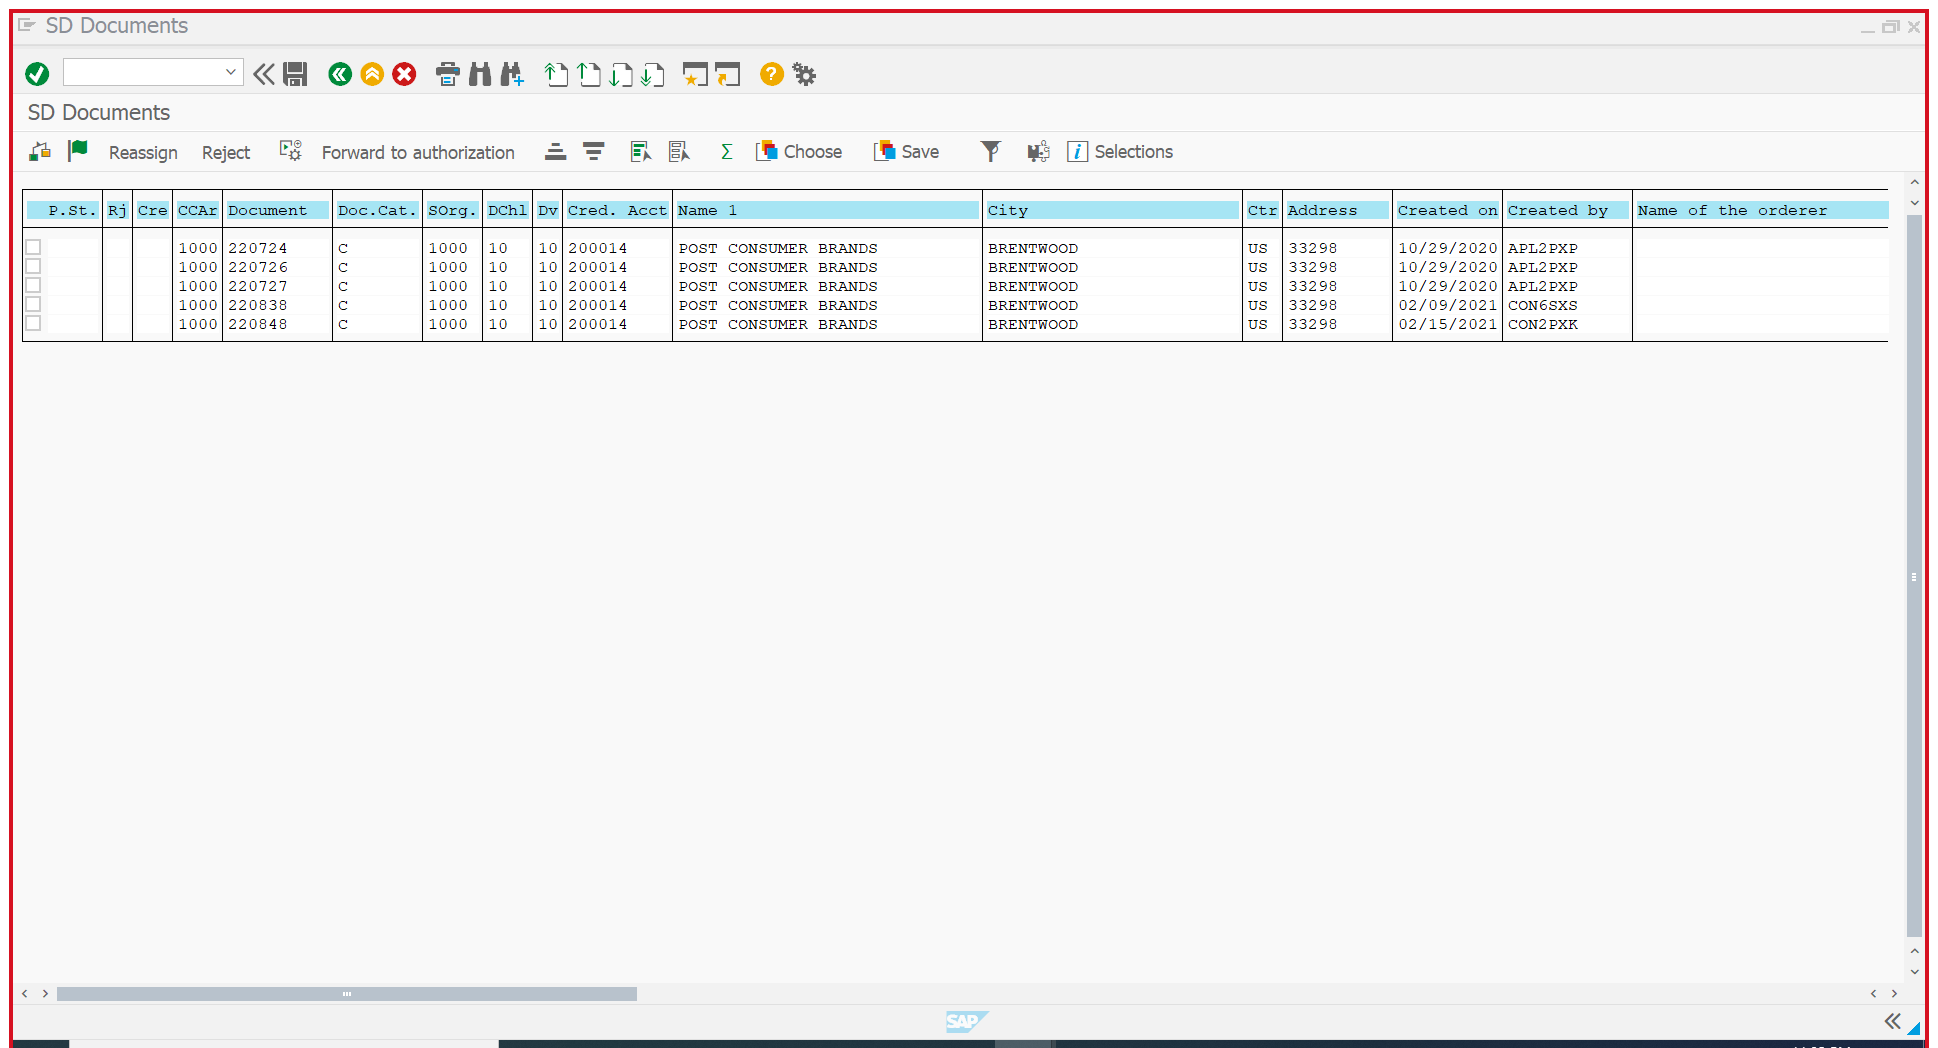 SD Documents
SD Documents
Reassign Reject Forward to authorization Σ Choose Save i Selections
P.St. Rj Cre CCAr Document Doc.Cat. SOrg. DChl Dv Cred. Acct Name 1 City Ctr Address Created on Created by Name of the orderer
1000 220724 C 1000 10 10 200014 POST CONSUMER BRANDS BRENTWOOD US 33298 10/29/2020 APL2PXP
1000 220726 C 1000 10 10 200014 POST CONSUMER BRANDS BRENTWOOD US 33298 10/29/2020 APL2PXP
1000 220727 C 1000 10 10 200014 POST CONSUMER BRANDS BRENTWOOD US 33298 10/29/2020 APL2PXP
1000 220838 C 1000 10 10 200014 POST CONSUMER BRANDS BRENTWOOD US 33298 02/09/2021 CON6SXS
1000 220848 C 1000 10 10 200014 POST CONSUMER BRANDS BRENTWOOD US 33298 02/15/2021 CON2PXK
SAP